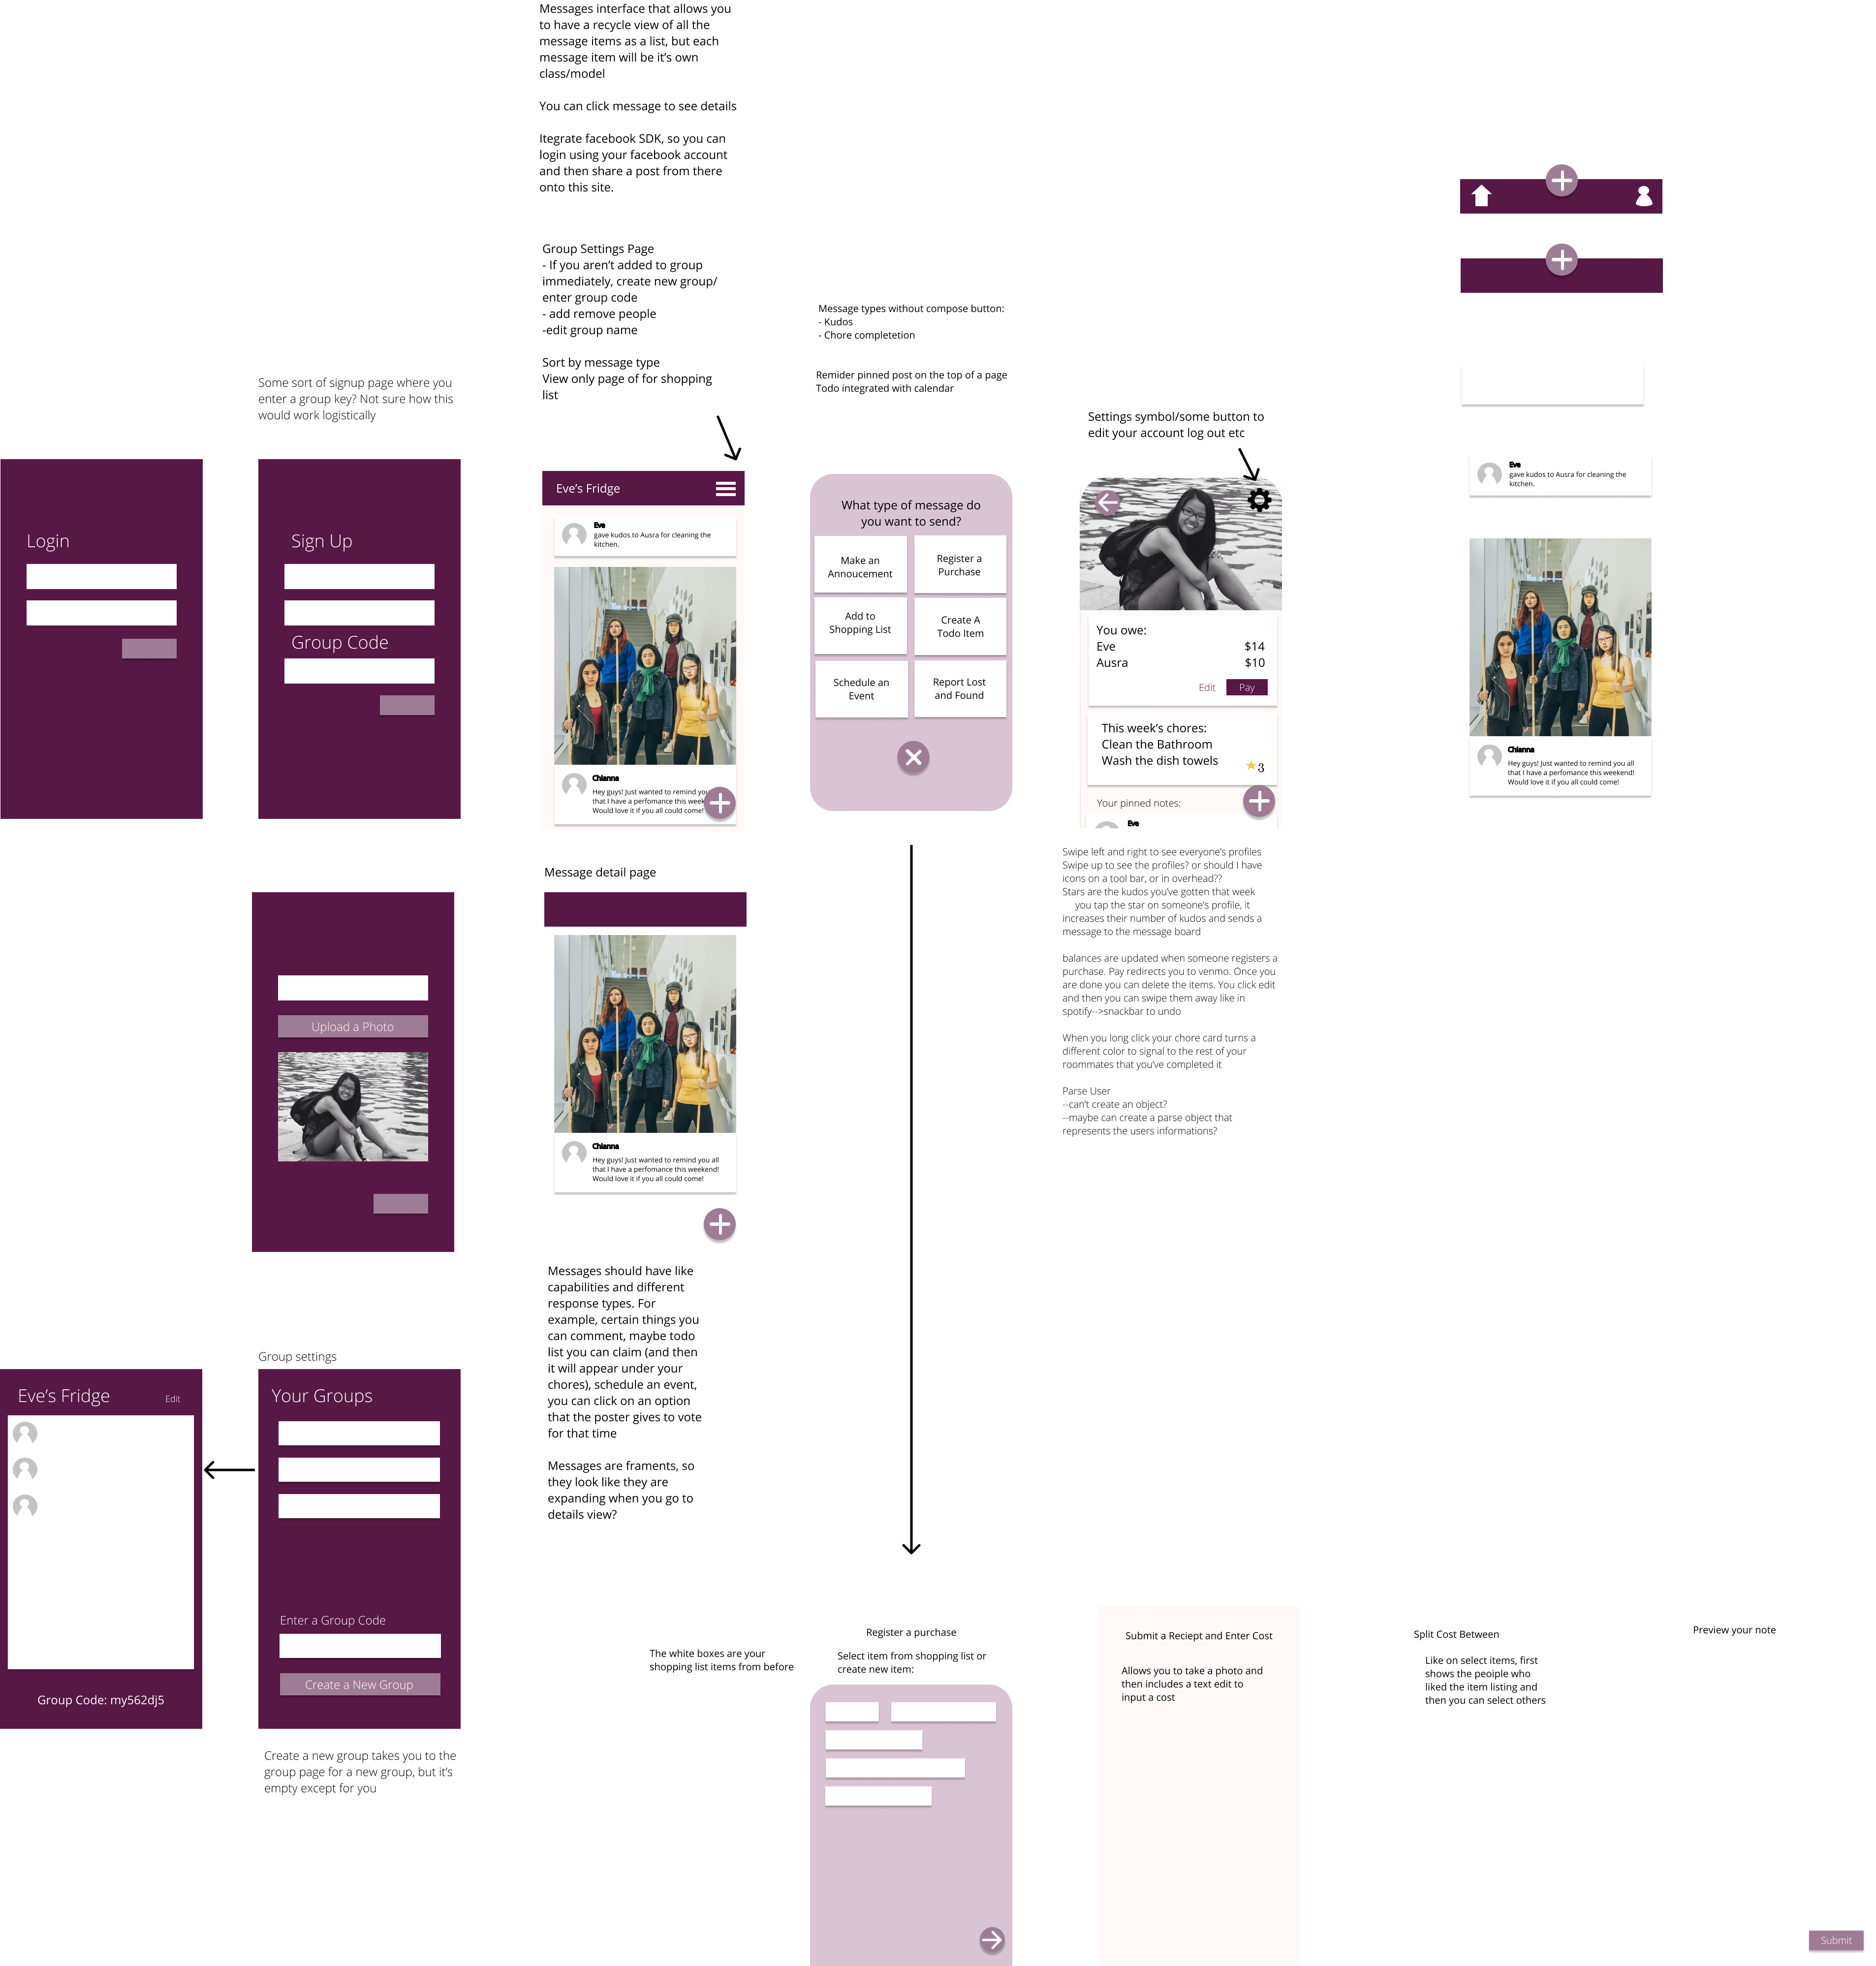 Messages interface that allows you
to have a recycle view of all the
message items as a list, but each
message item will be it's own
class/model
You can click message to see details
Itegrate facebook SDK, so you can
login using your facebook account
and then share a post from there
onto this site.
Group Settings Page
- If you aren't added to group
immediately, create new group/
enter group code
- add remove people
-edit group name
Sort by message type
View only page of for shopping
list
Message types without compose button:
- Kudos
- Chore completetion
Remider pinned post on the top of a page
Todo integrated with calendar
Some sort of signup page where you
enter a group key? Not sure how this
would work logistically
Settings symbol/some button to
edit your account log out etc
Login
Sign Up
Group Code
Eve's Fridge
Eve
gave kudos to Ausra for cleaning the
kitchen.
Chianna
Hey guys! Just wanted to remind you
that I have a perfomance this week
Would love it if you all could come!
What type of message do
you want to send?
Make an
Annoucement
Register a
Purchase
Add to
Shopping List
Create A
Todo Item
Schedule an
Event
Report Lost
and Found
You owe:
Eve $14
Ausra $10
Edit Pay
This week's chores:
Clean the Bathroom
Wash the dish towels
3
Your pinned notes:
Eve
Eve
gave kudos to Ausra for cleaning the
kitchen.
Chianna
Hey guys! Just wanted to remind you all
that I have a perfomance this weekend!
Would love it if you all could come!
Upload a Photo
Message detail page
Chianna
Hey guys! Just wanted to remind you all
that I have a perfomance this weekend!
Would love it if you all could come!
Messages should have like
capabilities and different
response types. For
example, certain things you
can comment, maybe todo
list you can claim (and then
it will appear under your
chores), schedule an event,
you can click on an option
that the poster gives to vote
for that time
Messages are framents, so
they look like they are
expanding when you go to
details view?
Swipe left and right to see everyone's profiles
Swipe up to see the profiles? or should I have
icons on a tool bar, or in overhead??
Stars are the kudos you've gotten that week
you tap the star on someone's profile, it
increases their number of kudos and sends a
message to the message board
balances are updated when someone registers a
purchase. Pay redirects you to venmo. Once you
are done you can delete the items. You click edit
and then you can swipe them away like in
spotify-->snackbar to undo
When you long click your chore card turns a
different color to signal to the rest of your
roommates that you've completed it
Parse User
--can't create an object?
--maybe can create a parse object that
represents the users informations?
Group settings
Eve's Fridge Edit
Group Code: my562dj5
Your Groups
Enter a Group Code
Create a New Group
Create a new group takes you to the
group page for a new group, but it's
empty except for you
The white boxes are your
shopping list items from before
Register a purchase
Select item from shopping list or
create new item:
Submit a Reciept and Enter Cost
Allows you to take a photo and
then includes a text edit to
input a cost
Split Cost Between
Like on select items, first
shows the peoiple who
liked the item listing and
then you can select others
Preview your note
Submit